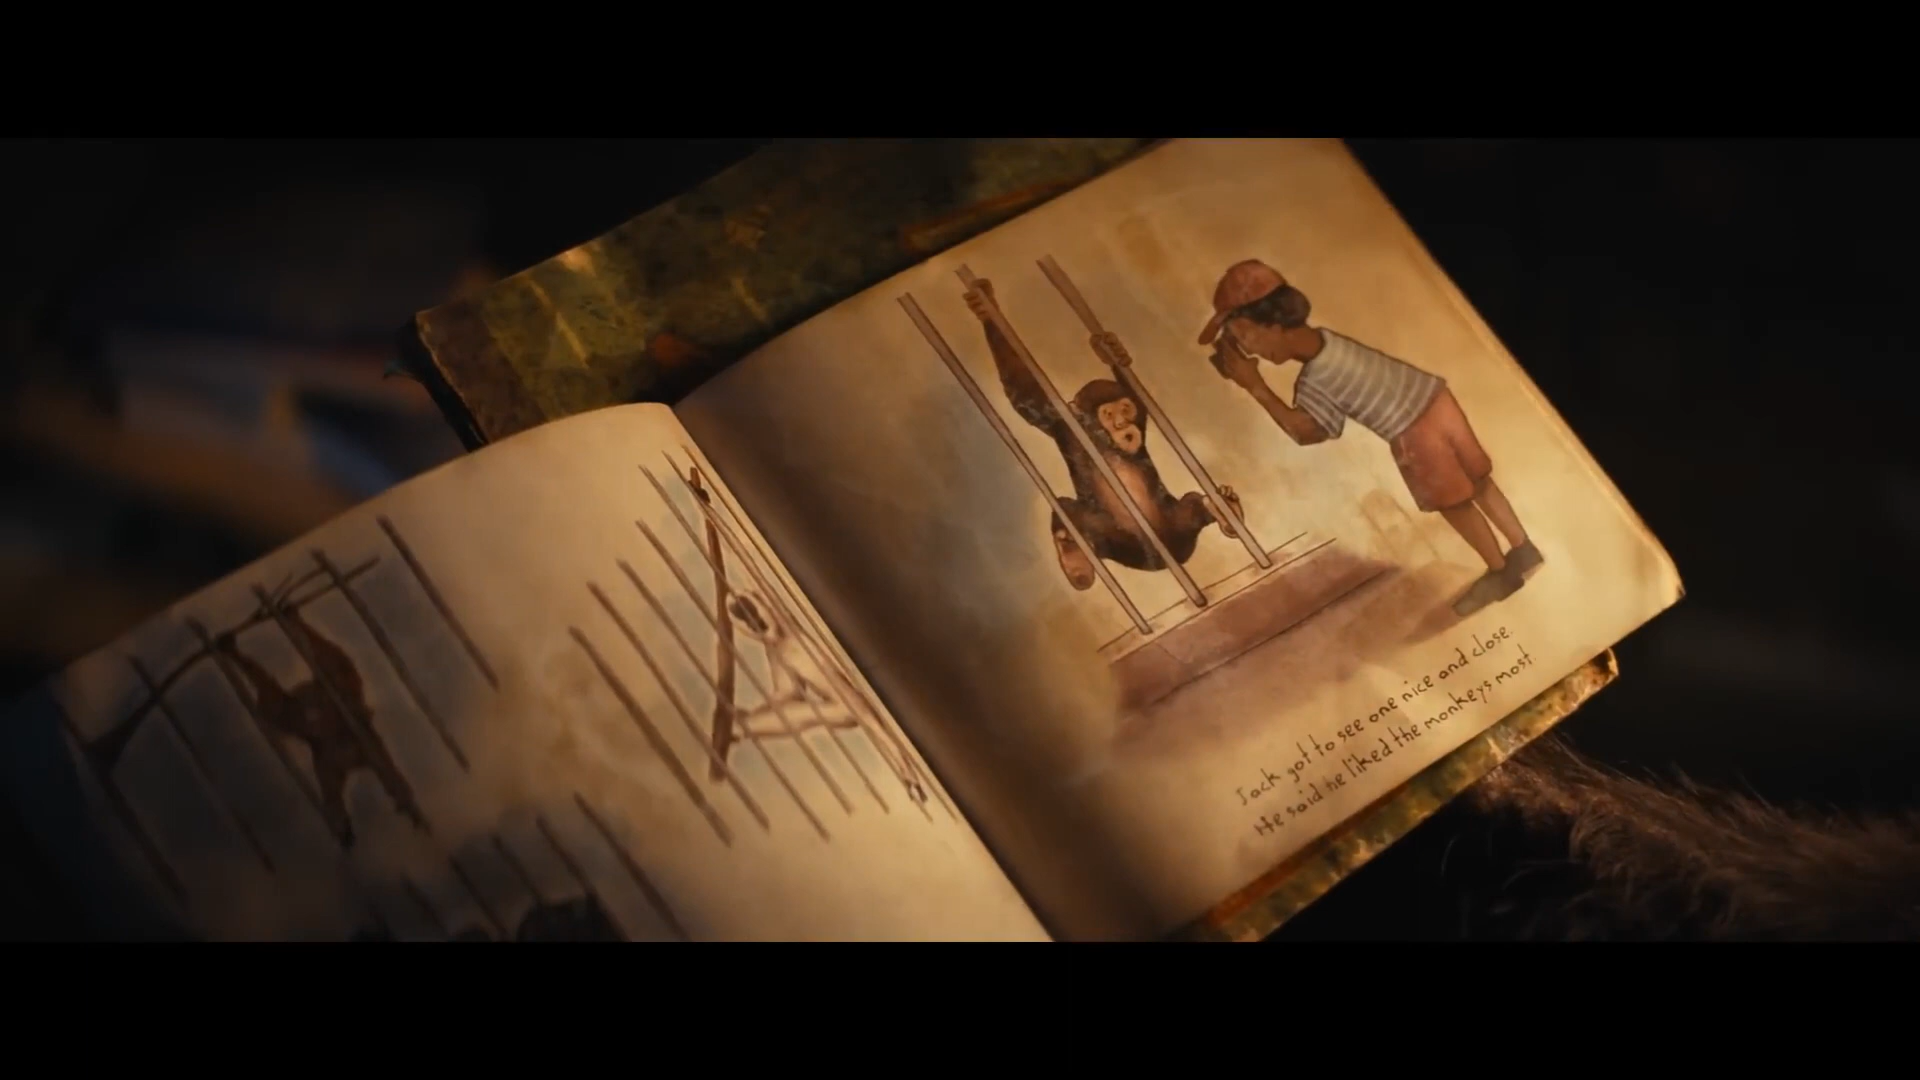 Jack got to see one nice and close.
He said he liked the monkeys most.